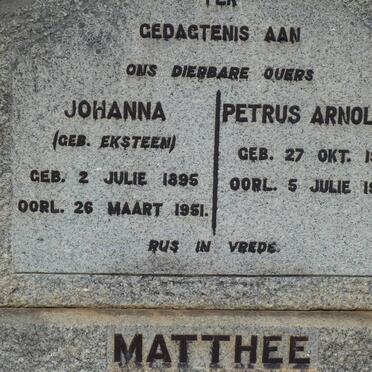 TER
GEDAGTENIS AAN
ONS DIERBARE OUERS
JOHANNA
(GEB. EKSTEEN)
GEB. 2 JULIE 1895
OORL. 26 MAART 1951.
PETRUS ARNOL
GEB. 27 OKT.
OORL. 5 JULIE
RUS IN VREDE.
MATTHEE